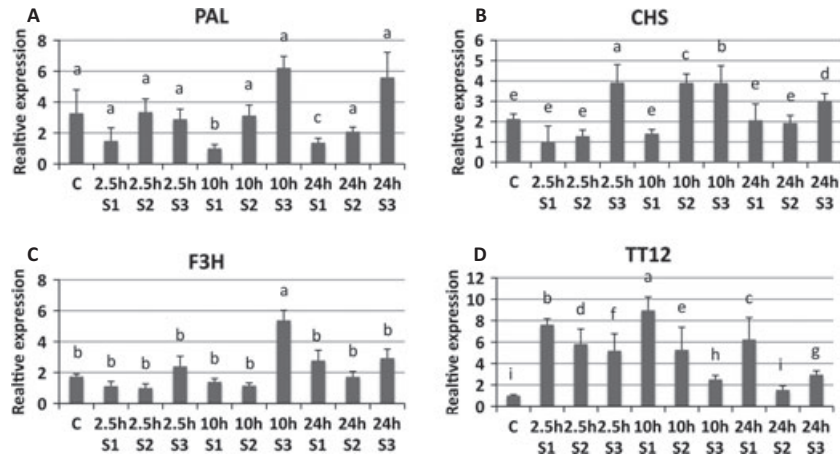 A
PAL
Realtive expression
8
6
4
2
0
a a a a b a a c a a
C 2.5h 2.5h 2.5h 10h 10h 10h 24h 24h 24h
S1 S2 S3 S1 S2 S3 S1 S2 S3
B
CHS
Realtive expression
6
5
4
3
2
1
0
e e e a e c b e e d
C 2.5h 2.5h 2.5h 10h 10h 10h 24h 24h 24h
S1 S2 S3 S1 S2 S3 S1 S2 S3
C
F3H
Realtive expression
8
6
4
2
0
b b b b b b a b b b
C 2.5h 2.5h 2.5h 10h 10h 10h 24h 24h 24h
S1 S2 S3 S1 S2 S3 S1 S2 S3
D
TT12
Realtive expression
12
10
8
6
4
2
0
i b d f a e h c i g
C 2.5h 2.5h 2.5h 10h 10h 10h 24h 24h 24h
S1 S2 S3 S1 S2 S3 S1 S2 S3